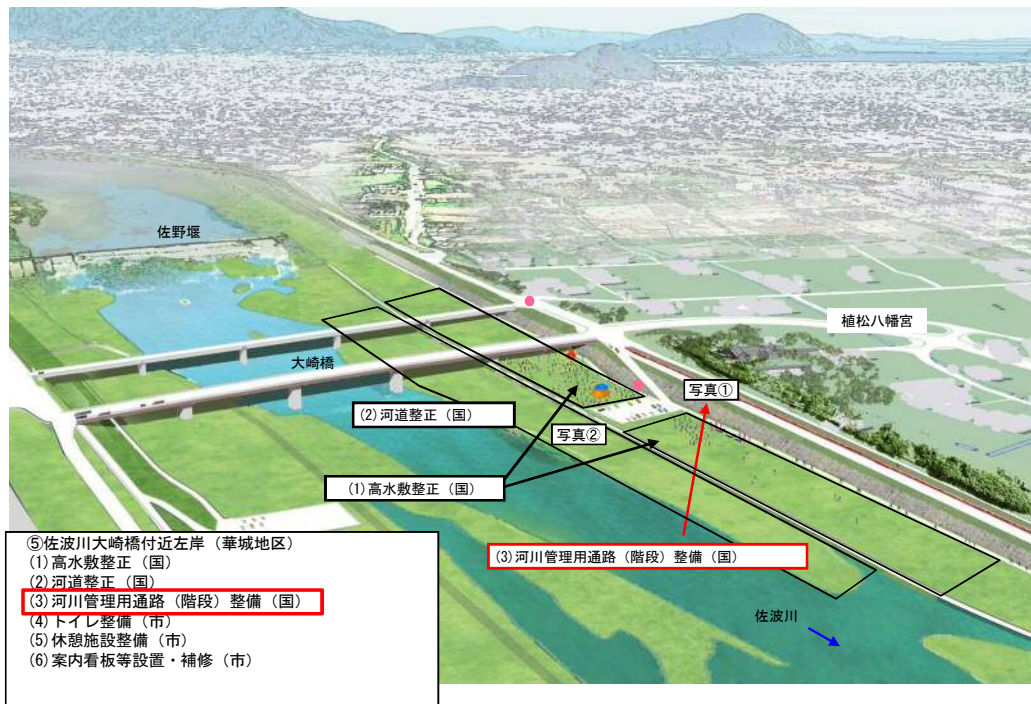 佐野堰
植松八幡宮
大崎橋
写真①
(2)河道整正（国）
写真②
(1)高水敷整正（国）
(3)河川管理用通路（階段）整備（国）
佐波川
⑤佐波川大崎橋付近左岸（華城地区）
(1)高水敷整正（国）
(2)河道整正（国）
(3)河川管理用通路（階段）整備（国）
(4)トイレ整備（市）
(5)休憩施設整備（市）
(6)案内看板等設置・補修（市）